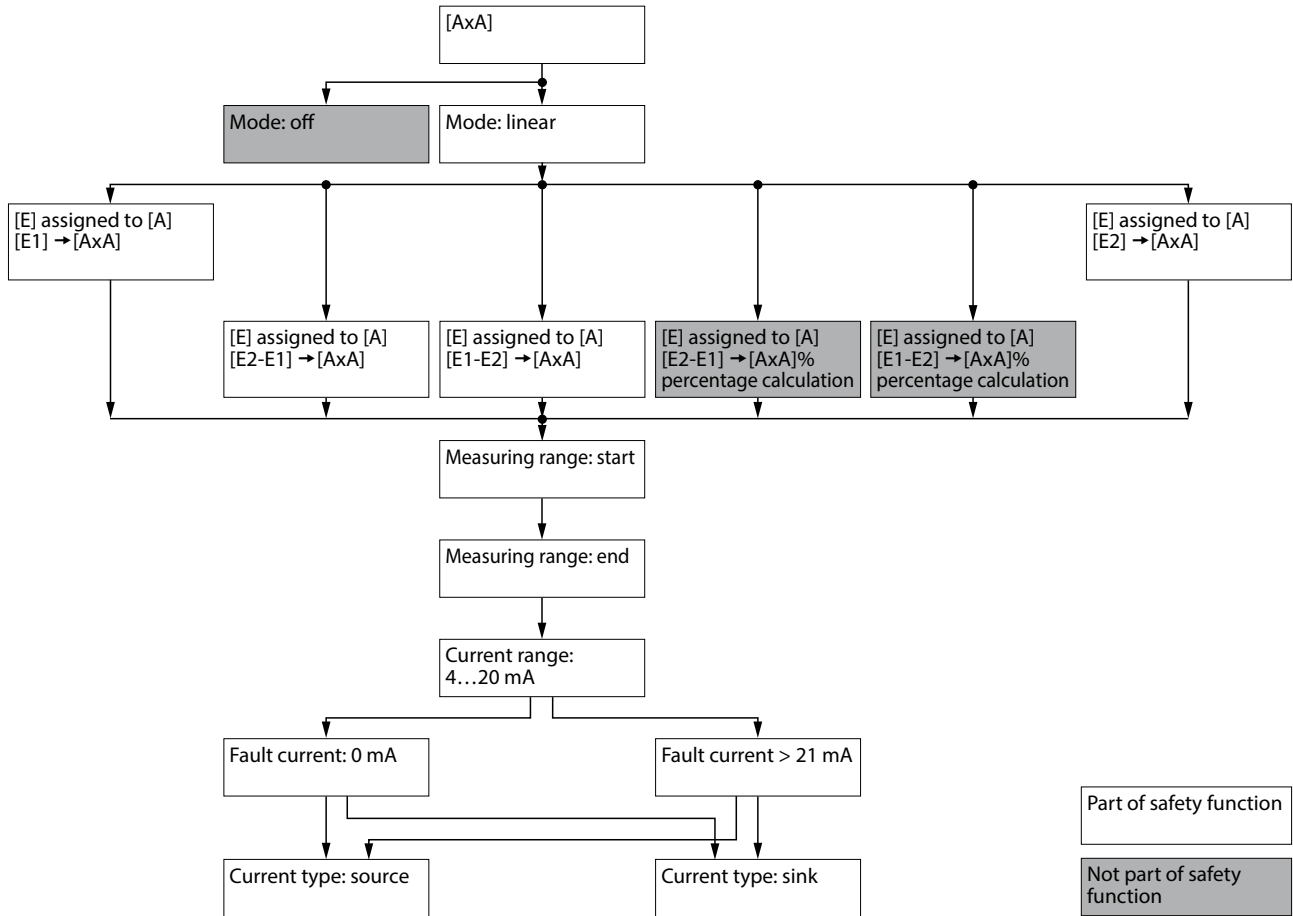 [AxA]
Mode: off
Mode: linear
[E] assigned to [A]
[E1] →[AxA]
[E] assigned to [A]
[E2] →[AxA]
[E] assigned to [A]
[E2-E1] →[AxA]
[E] assigned to [A]
[E1-E2] →[AxA]
[E] assigned to [A]
[E2-E1] →[AxA]%
percentage calculation
[E] assigned to [A]
[E1-E2] →[AxA]%
percentage calculation
Measuring range: start
Measuring range: end
Current range:
4…20 mA
Fault current: 0 mA
Fault current > 21 mA
Part of safety function
Current type: source
Current type: sink
Not part of safety
function